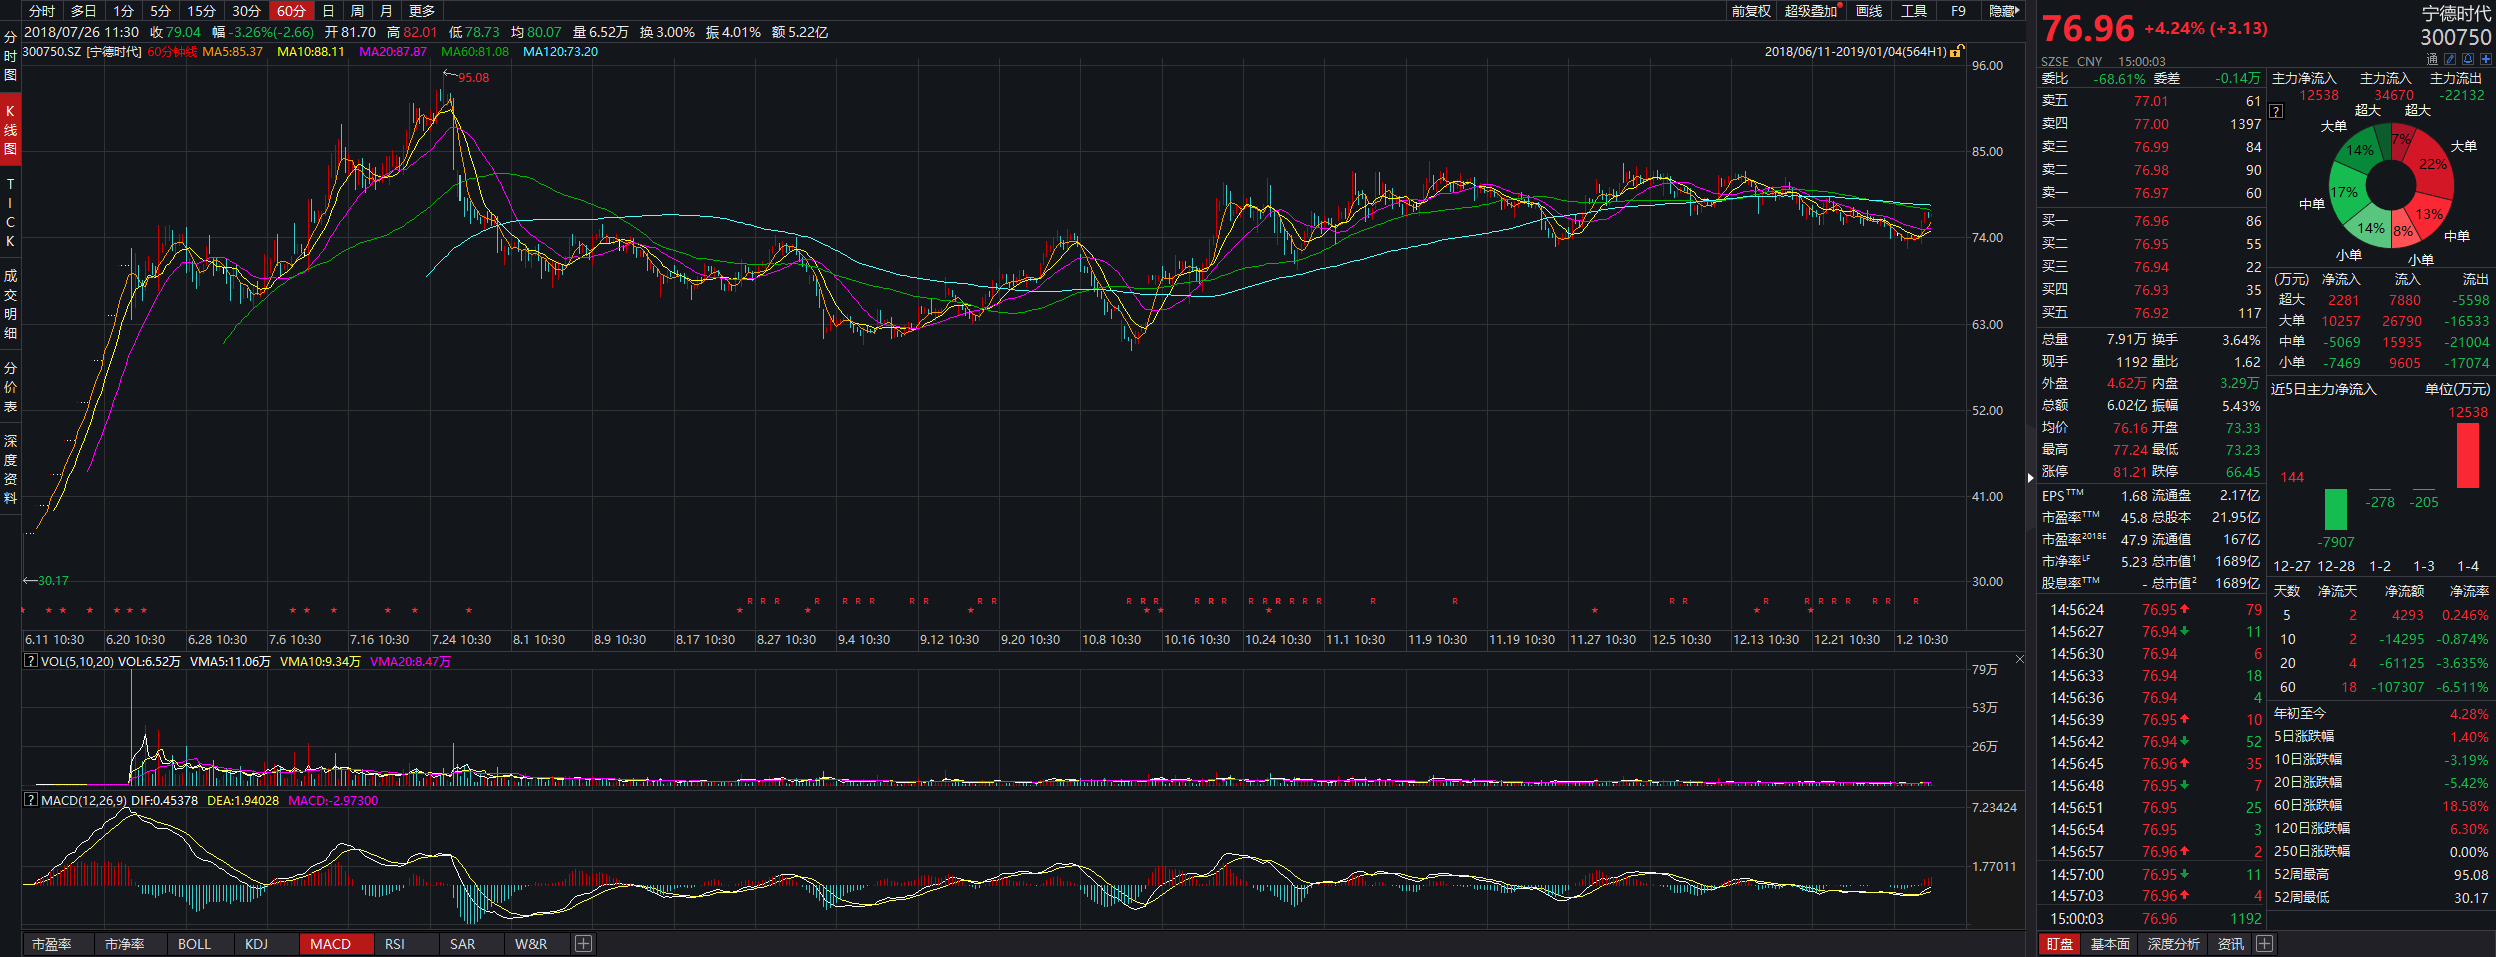 分时 多日 1分 5分 15分 30分 60分 日 周 月 更多 前复权 超级叠加 画线 工具 F9 隐藏
2018/07/26 11:30 收 79.04 幅 -3.26%(-2.66) 开 81.70 高 82.01 低 78.73 均 80.07 量 6.52万 换 3.00% 振 4.01% 额 5.22亿
300750.SZ [宁德时代] 60分钟线 MA5:85.37 MA10:88.11 MA20:87.87 MA60:81.08 MA120:73.20 2018/06/11-2019/01/04(564H1)
分时图
K线图
TICK
成交明细
分价表
深度资料
95.08
30.17
96.00
85.00
74.00
63.00
52.00
41.00
30.00
6.11 10:30 6.20 10:30 6.28 10:30 7.6 10:30 7.16 10:30 7.24 10:30 8.1 10:30 8.9 10:30 8.17 10:30 8.27 10:30 9.4 10:30 9.12 10:30 9.20 10:30 10.8 10:30 10.16 10:30 10.24 10:30 11.1 10:30 11.9 10:30 11.19 10:30 11.27 10:30 12.5 10:30 12.13 10:30 12.21 10:30 1.2 10:30
? VOL(5,10,20) VOL:6.52万 VMA5:11.06万 VMA10:9.34万 VMA20:8.47万
79万
53万
26万
? MACD(12,26,9) DIF:0.45378 DEA:1.94028 MACD:-2.97300
7.23424
1.77011
市盈率 市净率 BOLL KDJ MACD RSI SAR W&R
76.96 +4.24% (+3.13)
宁德时代
300750
SZSE CNY 15:00:03 通
委比 -68.61% 委差 -0.14万
卖五 77.01 61
卖四 77.00 1397
卖三 76.99 84
卖二 76.98 90
卖一 76.97 60
买一 76.96 86
买二 76.95 55
买三 76.94 22
买四 76.93 35
买五 76.92 117
总量 7.91万 换手 3.64%
现手 1192 量比 1.62
外盘 4.62万 内盘 3.29万
总额 6.02亿 振幅 5.43%
均价 76.16 开盘 73.33
最高 77.24 最低 73.23
涨停 81.21 跌停 66.45
EPS TTM 1.68 流通盘 2.17亿
市盈率TTM 45.8 总股本 21.95亿
市盈率2018E 47.9 流通值 167亿
市净率LF 5.23 总市值1 1689亿
股息率TTM - 总市值2 1689亿
14:56:24 76.95 79
14:56:27 76.94 11
14:56:30 76.94 6
14:56:33 76.94 18
14:56:36 76.94 4
14:56:39 76.95 10
14:56:42 76.94 52
14:56:45 76.96 35
14:56:48 76.95 7
14:56:51 76.95 25
14:56:54 76.95 3
14:56:57 76.96 2
14:57:00 76.95 11
14:57:03 76.96 4
15:00:03 76.96 1192
主力净流入 主力流入 主力流出
12538 34670 -22132
?
超大 超大
大单 大单
中单 中单
小单 小单
7%
22%
13%
8%
14%
17%
14%
(万元) 净流入 流入 流出
超大 2281 7880 -5598
大单 10257 26790 -16533
中单 -5069 15935 -21004
小单 -7469 9605 -17074
近5日主力净流入 单位(万元)
144 -7907 -278 -205 12538
12-27 12-28 1-2 1-3 1-4
天数 净流天 净流额 净流率
5 2 4293 0.246%
10 2 -14295 -0.874%
20 4 -61125 -3.635%
60 18 -107307 -6.511%
年初至今 4.28%
5日涨跌幅 1.40%
10日涨跌幅 -3.19%
20日涨跌幅 -5.42%
60日涨跌幅 18.58%
120日涨跌幅 6.30%
250日涨跌幅 0.00%
52周最高 95.08
52周最低 30.17
盯盘 基本面 深度分析 资讯